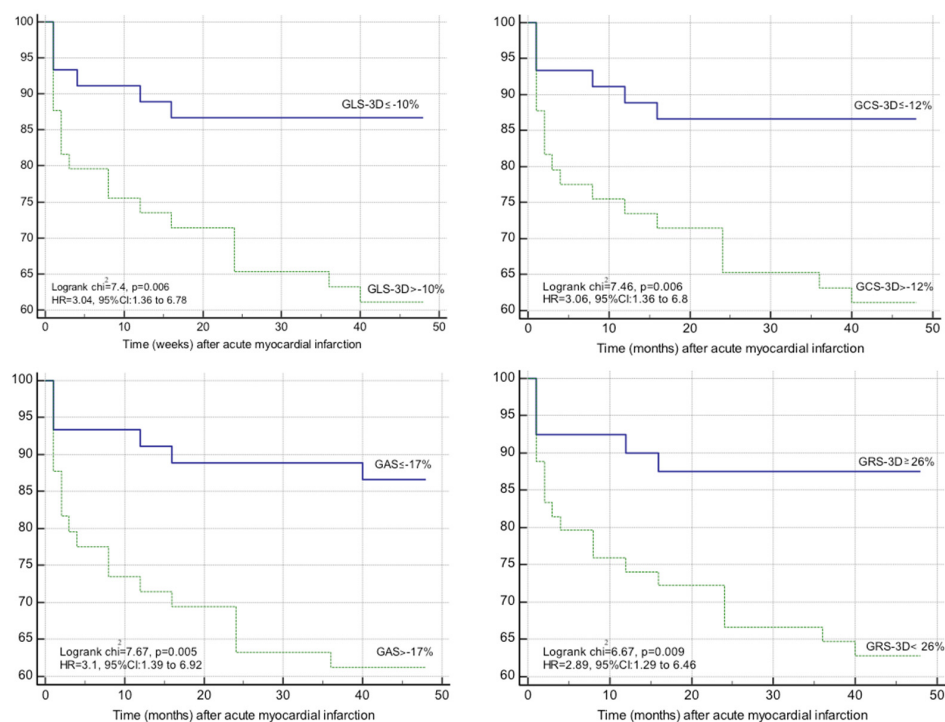 100
95
90
85
80
75
70
65
60
GLS-3D≤-10%
GLS-3D>-10%
Logrank chi²=7.4, p=0.006
HR=3.04, 95%CI:1.36 to 6.78
0 10 20 30 40 50
Time (weeks) after acute myocardial infarction
100
95
90
85
80
75
70
65
60
GCS-3D≤-12%
GCS-3D>-12%
Logrank chi²=7.46, p=0.006
HR=3.06, 95%CI:1.36 to 6.8
0 10 20 30 40 50
Time (months) after acute myocardial infarction
100
95
90
85
80
75
70
65
60
GAS≤-17%
GAS>-17%
Logrank chi²=7.67, p=0.005
HR=3.1, 95%CI:1.39 to 6.92
0 10 20 30 40 50
Time (months) after acute myocardial infarction
100
95
90
85
80
75
70
65
60
GRS-3D≥26%
GRS-3D< 26%
Logrank chi²=6.67, p=0.009
HR=2.89, 95%CI:1.29 to 6.46
0 10 20 30 40 50
Time (months) after acute myocardial infarction